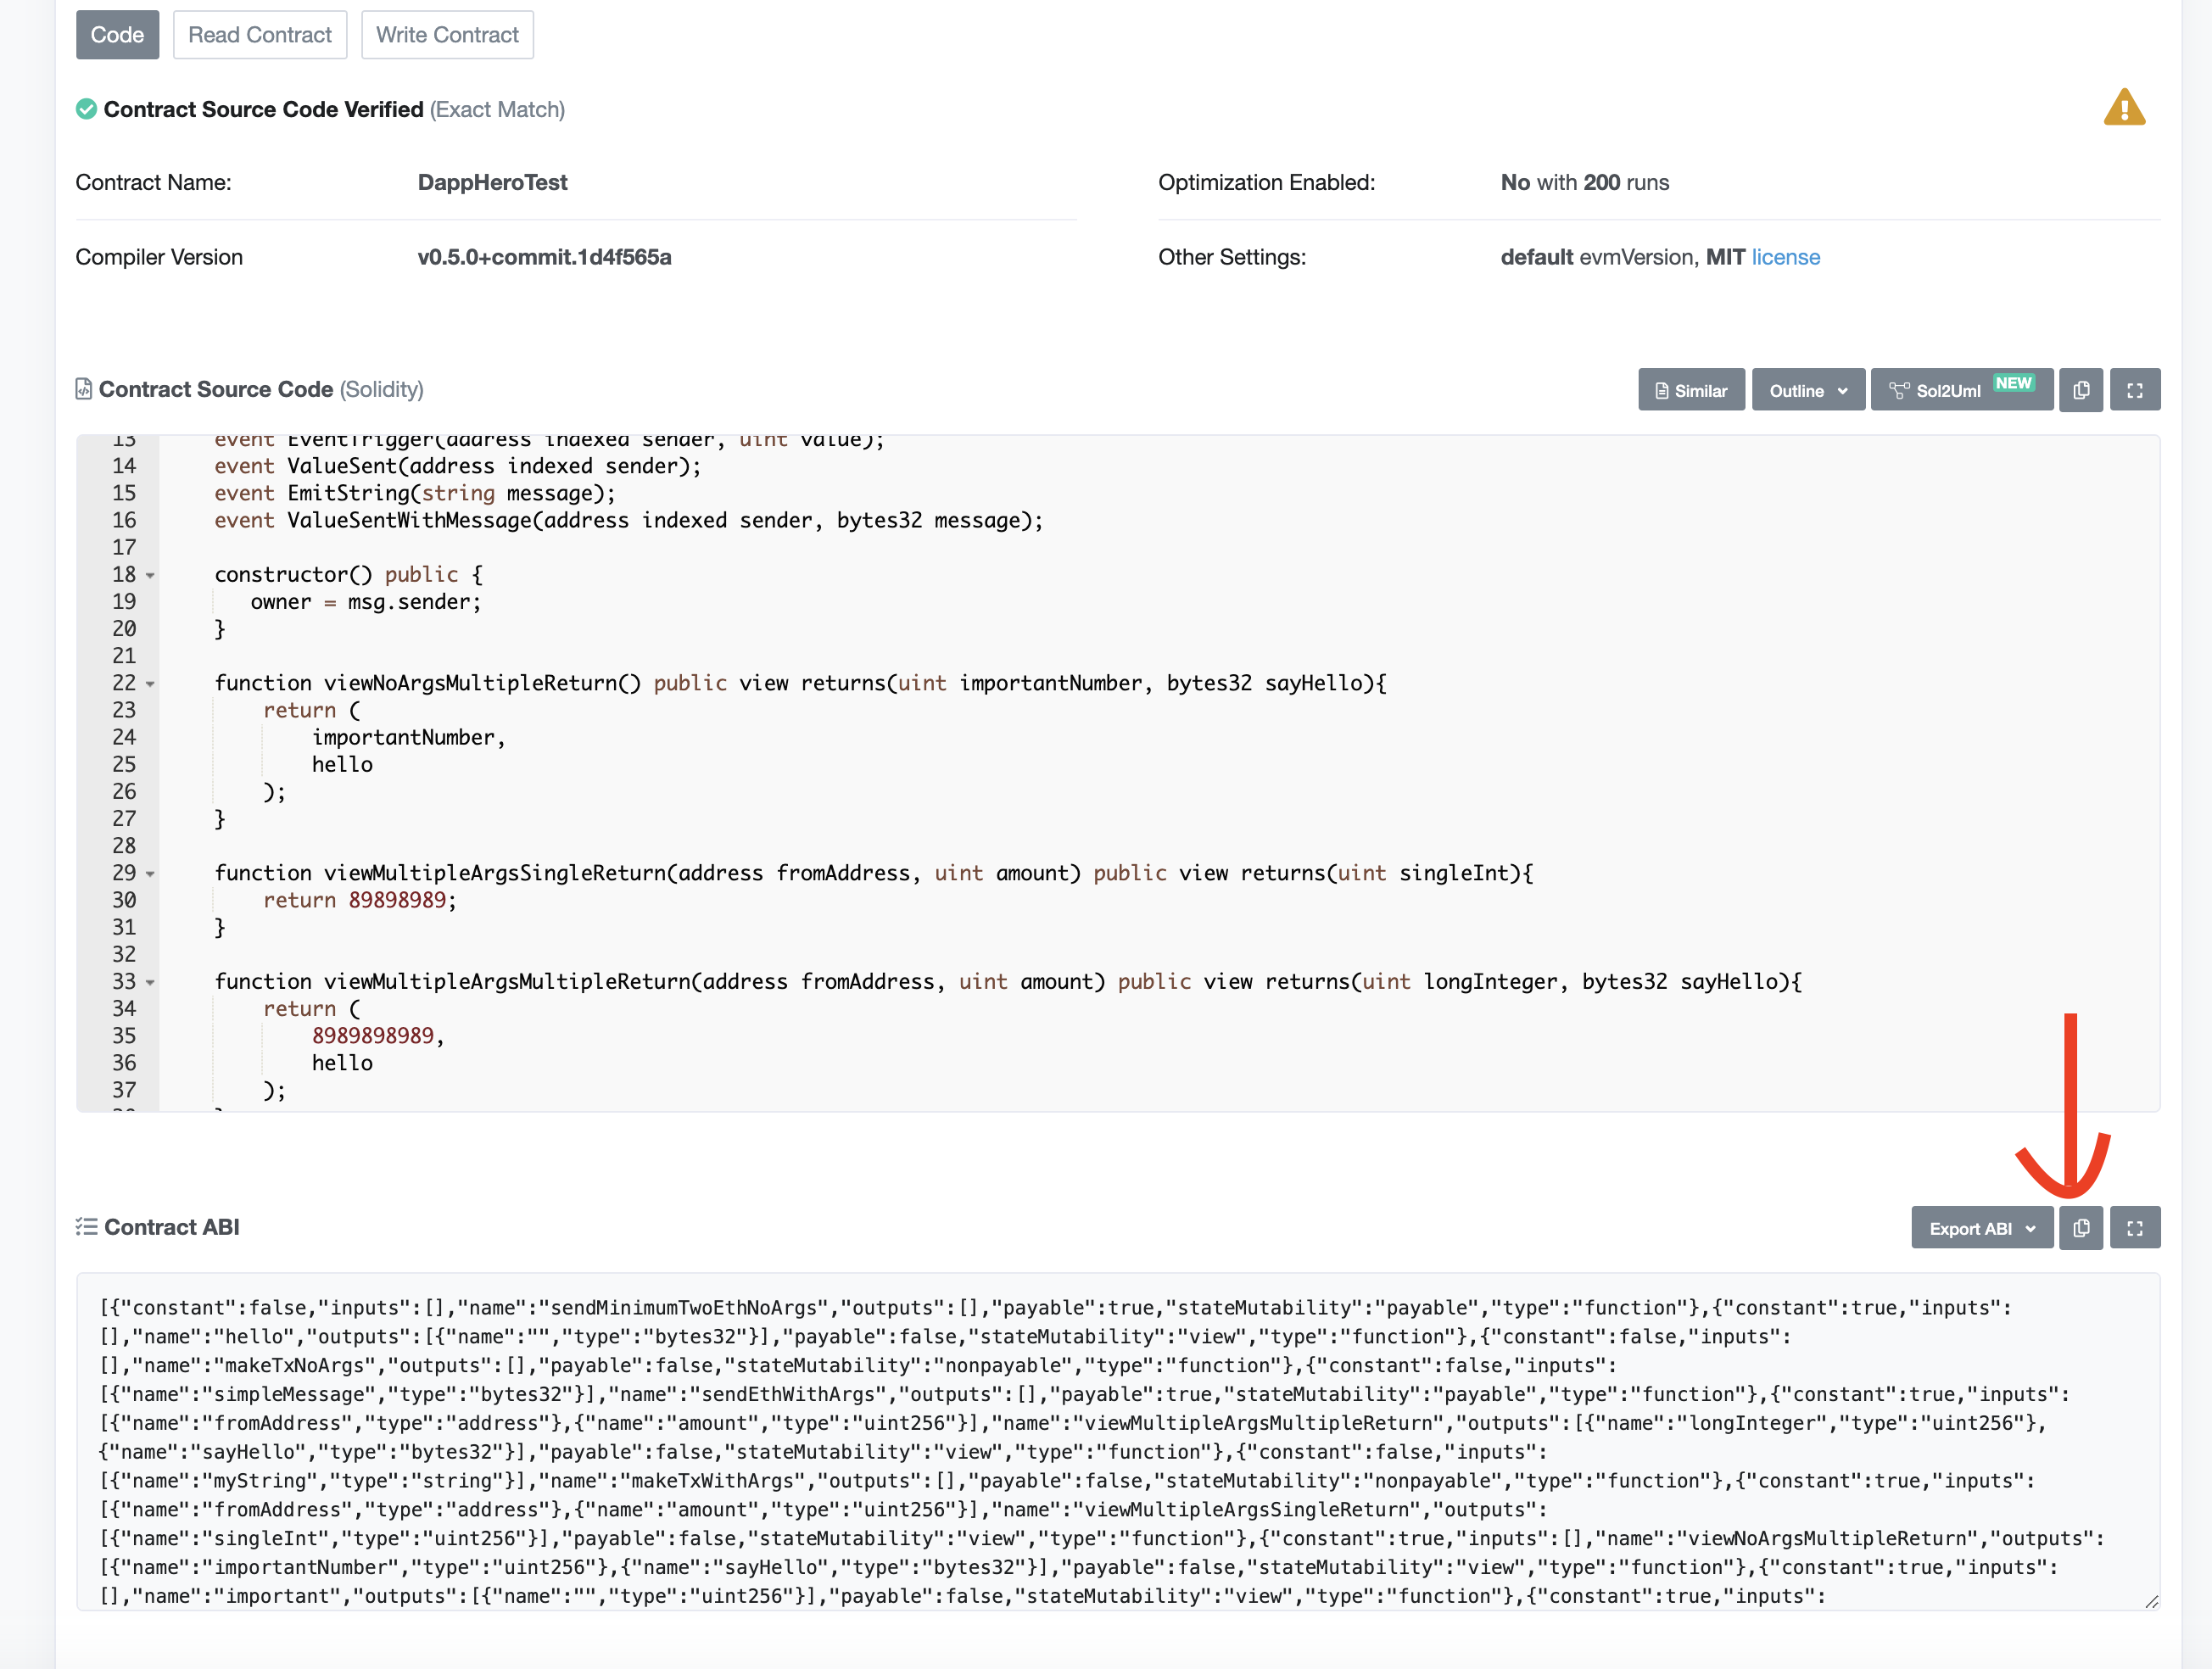 Code Read Contract Write Contract
Contract Source Code Verified (Exact Match)
Contract Name: DappHeroTest Optimization Enabled: No with 200 runs
Compiler Version v0.5.0+commit.1d4f565a Other Settings: default evmVersion, MIT license
Contract Source Code (Solidity) Similar Outline Sol2Uml NEW
13 event EventTrigger(address indexed sender, uint value);
14 event ValueSent(address indexed sender);
15 event EmitString(string message);
16 event ValueSentWithMessage(address indexed sender, bytes32 message);
17
18 constructor() public {
19 owner = msg.sender;
20 }
21
22 function viewNoArgsMultipleReturn() public view returns(uint importantNumber, bytes32 sayHello){
23 return (
24 importantNumber,
25 hello
26 );
27 }
28
29 function viewMultipleArgsSingleReturn(address fromAddress, uint amount) public view returns(uint singleInt){
30 return 89898989;
31 }
32
33 function viewMultipleArgsMultipleReturn(address fromAddress, uint amount) public view returns(uint longInteger, bytes32 sayHello){
34 return (
35 8989898989,
36 hello
37 );
Contract ABI Export ABI
[{"constant":false,"inputs":[],"name":"sendMinimumTwoEthNoArgs","outputs":[],"payable":true,"stateMutability":"payable","type":"function"},{"constant":true,"inputs":
[],"name":"hello","outputs":[{"name":"","type":"bytes32"}],"payable":false,"stateMutability":"view","type":"function"},{"constant":false,"inputs":
[],"name":"makeTxNoArgs","outputs":[],"payable":false,"stateMutability":"nonpayable","type":"function"},{"constant":false,"inputs":
[{"name":"simpleMessage","type":"bytes32"}],"name":"sendEthWithArgs","outputs":[],"payable":true,"stateMutability":"payable","type":"function"},{"constant":true,"inputs":
[{"name":"fromAddress","type":"address"},{"name":"amount","type":"uint256"}],"name":"viewMultipleArgsMultipleReturn","outputs":[{"name":"longInteger","type":"uint256"},
{"name":"sayHello","type":"bytes32"}],"payable":false,"stateMutability":"view","type":"function"},{"constant":false,"inputs":
[{"name":"myString","type":"string"}],"name":"makeTxWithArgs","outputs":[],"payable":false,"stateMutability":"nonpayable","type":"function"},{"constant":true,"inputs":
[{"name":"fromAddress","type":"address"},{"name":"amount","type":"uint256"}],"name":"viewMultipleArgsSingleReturn","outputs":
[{"name":"singleInt","type":"uint256"}],"payable":false,"stateMutability":"view","type":"function"},{"constant":true,"inputs":[],"name":"viewNoArgsMultipleReturn","outputs":
[{"name":"importantNumber","type":"uint256"},{"name":"sayHello","type":"bytes32"}],"payable":false,"stateMutability":"view","type":"function"},{"constant":true,"inputs":
[],"name":"important","outputs":[{"name":"","type":"uint256"}],"payable":false,"stateMutability":"view","type":"function"},{"constant":true,"inputs":